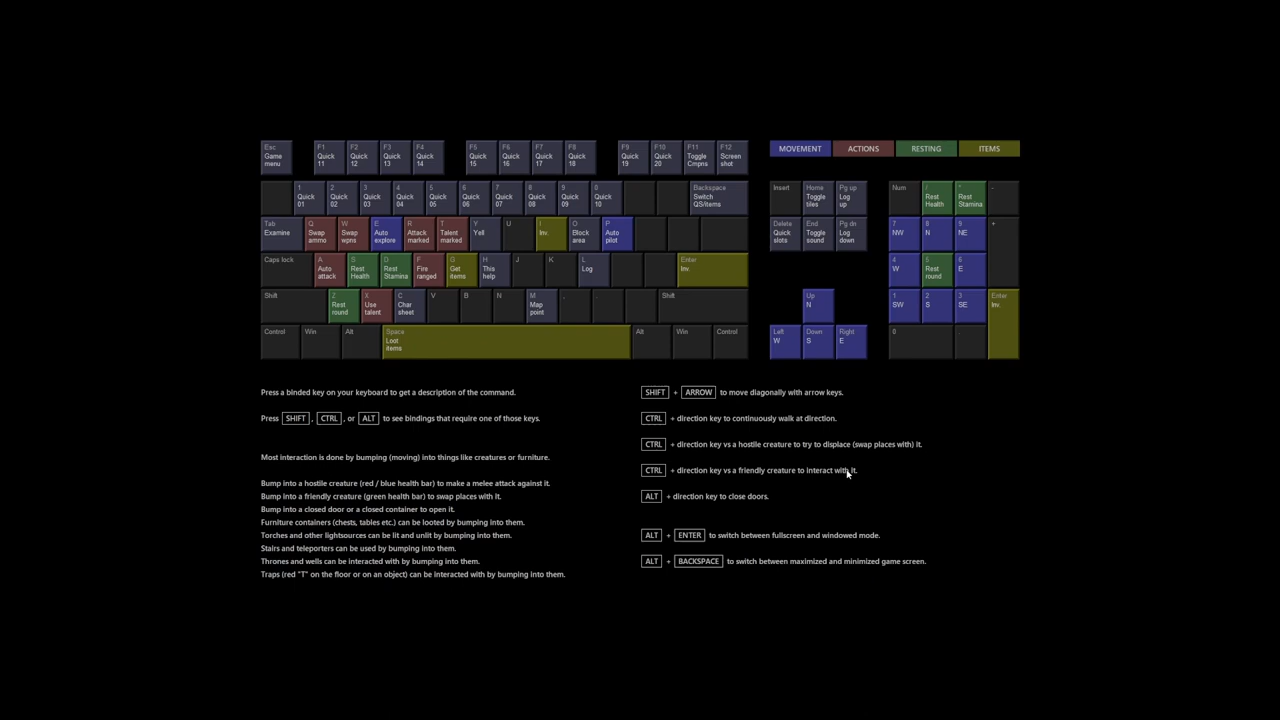 Esc F1 F2 F3 F4 F5 F6 F7 F8 F9 F10 F11 F12
Game menu Quick 11 Quick 12 Quick 13 Quick 14 Quick 15 Quick 16 Quick 17 Quick 18 Quick 19 Quick 20 Toggle Cmpns Screen shot
MOVEMENT ACTIONS RESTING ITEMS
1 2 3 4 5 6 7 8 9 0 Backspace Insert Home Pg up Num / * -
Quick 01 Quick 02 Quick 03 Quick 04 Quick 05 Quick 06 Quick 07 Quick 08 Quick 09 Quick 10 Switch QS/items Toggle tiles Log up Rest Health Rest Stamina
Tab Q W E R T Y U I O P Delete End Pg dn 7 8 9 +
Examine Swap ammo Swap wpns Auto explore Attack marked Talent marked Yell Inv. Block area Auto pilot Quick slots Toggle sound Log down NW N NE
Caps lock A S D F G H J K L Enter 4 5 6
Auto attack Rest Health Rest Stamina Fire ranged Get items This help Log Inv. W Rest round E
Shift Z X C V B N M , . Shift Up 1 2 3 Enter
Rest round Use talent Char sheet Map point N SW S SE Inv.
Control Win Alt Space Alt Win Control Left Down Right 0 .
Loot items W S E
Press a binded key on your keyboard to get a description of the command.
Press SHIFT , CTRL , or ALT to see bindings that require one of those keys.
Most interaction is done by bumping (moving) into things like creatures or furniture.
Bump into a hostile creature (red / blue health bar) to make a melee attack against it.
Bump into a friendly creature (green health bar) to swap places with it.
Bump into a closed door or a closed container to open it.
Furniture containers (chests, tables etc.) can be looted by bumping into them.
Torches and other lightsources can be lit and unlit by bumping into them.
Stairs and teleporters can be used by bumping into them.
Thrones and wells can be interacted with by bumping into them.
Traps (red "T" on the floor or on an object) can be interacted with by bumping into them.
SHIFT + ARROW to move diagonally with arrow keys.
CTRL + direction key to continuously walk at direction.
CTRL + direction key vs a hostile creature to try to displace (swap places with) it.
CTRL + direction key vs a friendly creature to interact with it.
ALT + direction key to close doors.
ALT + ENTER to switch between fullscreen and windowed mode.
ALT + BACKSPACE to switch between maximized and minimized game screen.